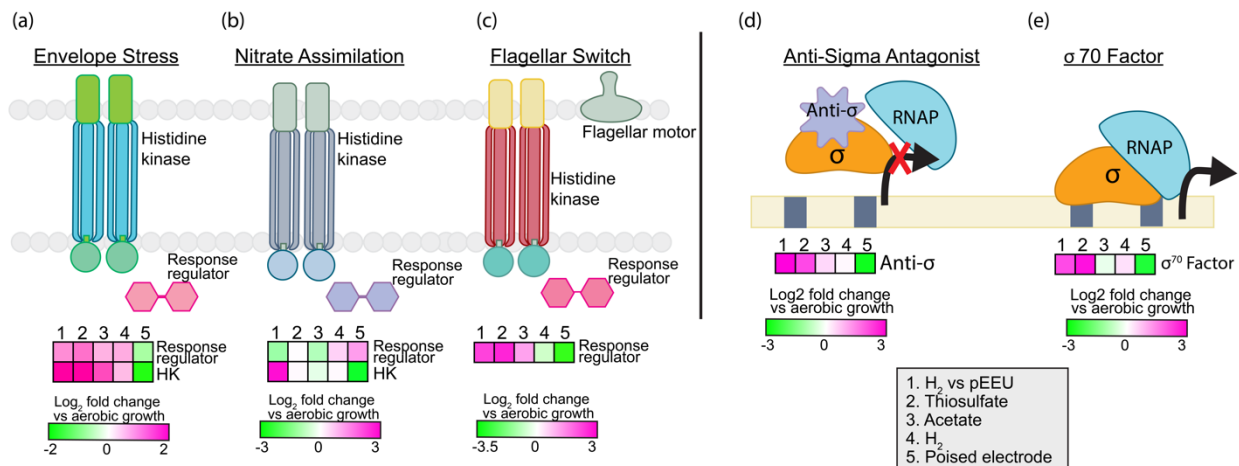 (a)
Envelope Stress
Histidine
kinase
Response
regulator
1 2 3 4 5
Response
regulator
HK
Log2 fold change
vs aerobic growth
-2 0 2
(b)
Nitrate Assimilation
Histidine
kinase
Response
regulator
1 2 3 4 5
Response
regulator
HK
Log2 fold change
vs aerobic growth
-3 0 3
(c)
Flagellar Switch
Flagellar motor
Histidine
kinase
Response
regulator
1 2 3 4 5
Response
regulator
Log2 fold change
vs aerobic growth
-3.5 0 3
(d)
Anti-Sigma Antagonist
Anti-σ
RNAP
σ
1 2 3 4 5
Anti-σ
Log2 fold change
vs aerobic growth
-3 0 3
(e)
σ 70 Factor
RNAP
σ
1 2 3 4 5
σ70 Factor
Log2 fold change
vs aerobic growth
-3 0 3
1. H2 vs pEEU
2. Thiosulfate
3. Acetate
4. H2
5. Poised electrode